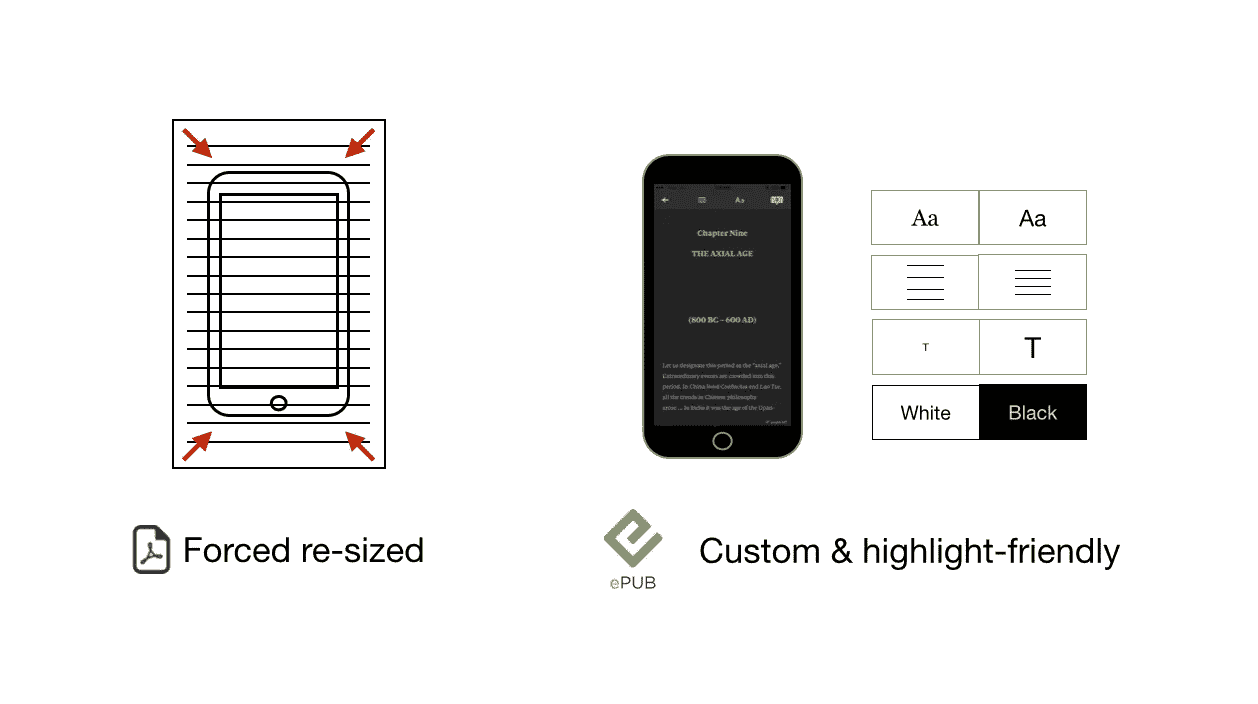 Aa
Chapter Nine
THE AXIAL AGE
(800 BC – 600 AD)
Let us designate this period as the "axial age."
Extraordinary events are crowded into this
period. In China lived Confucius and Lao Tse,
all the trends in Chinese philosophy
arose ... In India it was the age of the Upan-
Aa Aa
T T
White Black
Forced re-sized
ePUB
Custom & highlight-friendly